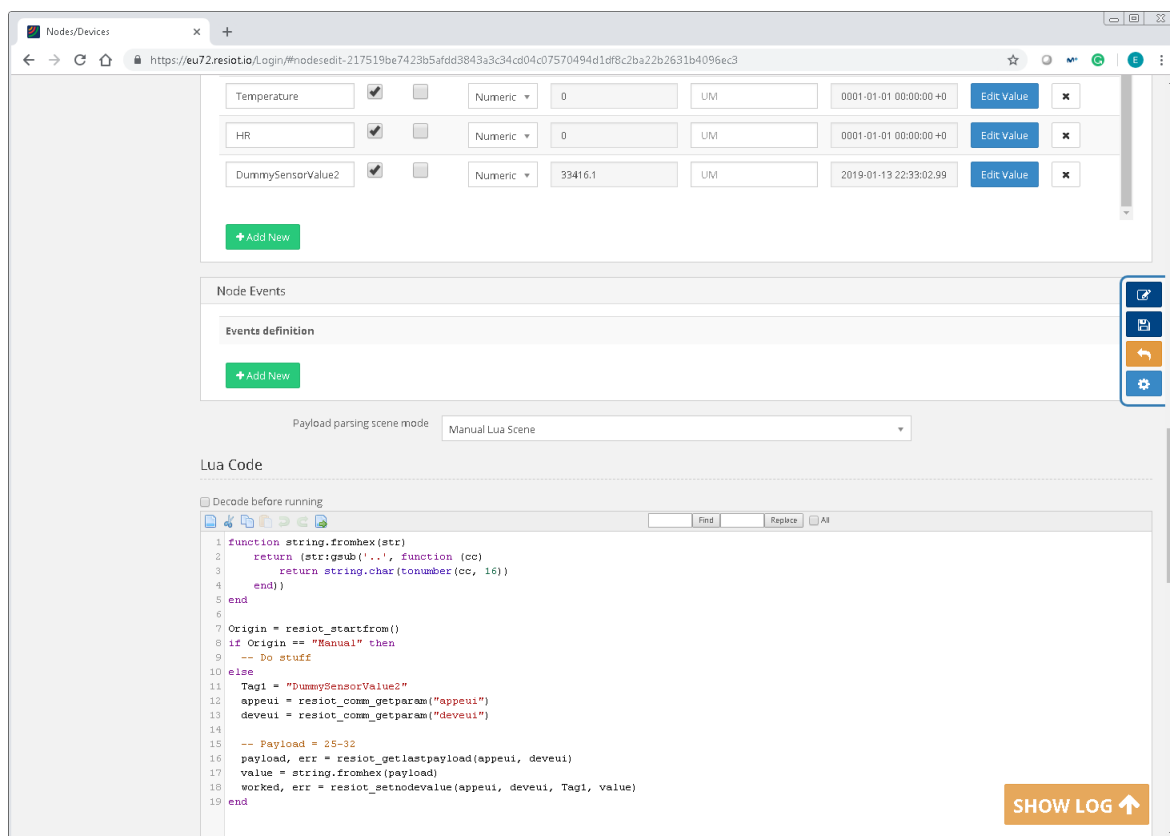 Nodes/Devices
https://eu72.resiot.io/Login/#nodesedit-217519be7423b5afdd3843a3c34cd04c07570494d1df8c2ba22b2631b4096ec3
E
Temperature Numeric 0 UM 0001-01-01 00:00:00 +0 Edit Value
HR Numeric 0 UM 0001-01-01 00:00:00 +0 Edit Value
DummySensorValue2 Numeric 33416.1 UM 2019-01-13 22:33:02.99 Edit Value
+ Add New
Node Events
Events definition
+ Add New
Payload parsing scene mode Manual Lua Scene
Lua Code
Decode before running
Find Replace All
1 function string.fromhex(str)
2     return (str:gsub('..', function (cc)
3         return string.char(tonumber(cc, 16))
4     end))
5 end
6
7 Origin = resiot_startfrom()
8 if Origin == "Manual" then
9   -- Do stuff
10 else
11   Tag1 = "DummySensorValue2"
12   appeui = resiot_comm_getparam("appeui")
13   deveui = resiot_comm_getparam("deveui")
14
15   -- Payload = 25-32
16   payload, err = resiot_getlastpayload(appeui, deveui)
17   value = string.fromhex(payload)
18   worked, err = resiot_setnodevalue(appeui, deveui, Tag1, value)
19 end
SHOW LOG